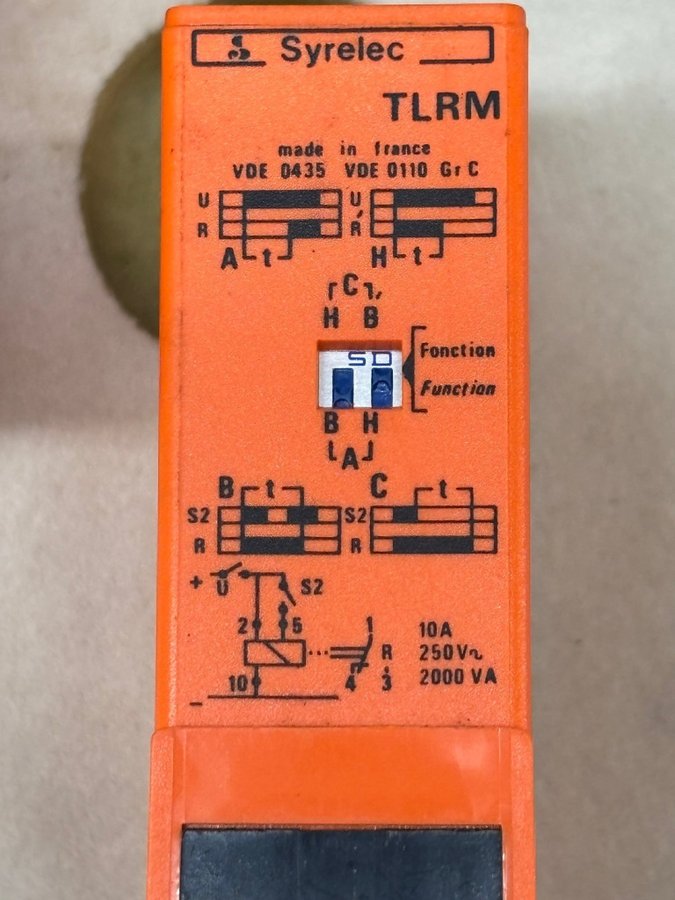 Syrelec
TLRM
made in france
VDE 0435 VDE 0110 Gr C
U U
R R
A t H t
C
H B
SD
Fonction
Function
B H
A
B t C t
S2 S2
R R
+ U S2
2 5 1 10A
R 250V~
10 4 3 2000 VA
-